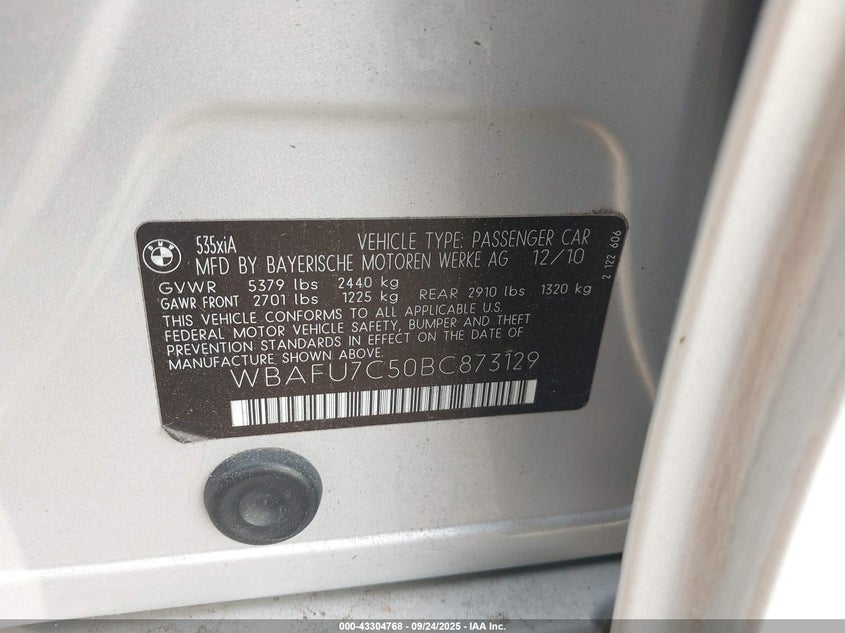 BMW
535xiA
VEHICLE TYPE: PASSENGER CAR
MFD BY BAYERISCHE MOTOREN WERKE AG 12/10
GVWR 5379 lbs 2440 kg
GAWR FRONT 2701 lbs 1225 kg REAR 2910 lbs 1320 kg
THIS VEHICLE CONFORMS TO ALL APPLICABLE U.S.
FEDERAL MOTOR VEHICLE SAFETY, BUMPER AND THEFT
PREVENTION STANDARDS IN EFFECT ON THE DATE OF
MANUFACTURE SHOWN ABOVE.
WBAFU7C50BC873129
2 122 606
000-43304768 - 09/24/2025 - IAA Inc.